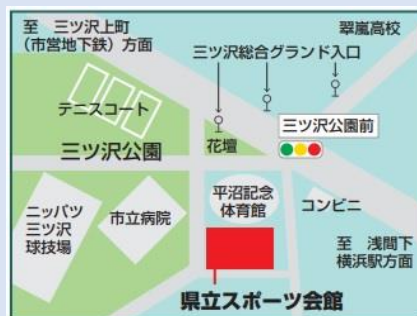 至 三ツ沢上町
（市営地下鉄）方面
翠嵐高校
三ツ沢総合グランド入口
テニスコート
三ツ沢公園前
花壇
三ツ沢公園
平沼記念
体育館
コンビニ
ニッパツ
三ツ沢
球技場
市立病院
至 浅間下
横浜駅方面
県立スポーツ会館